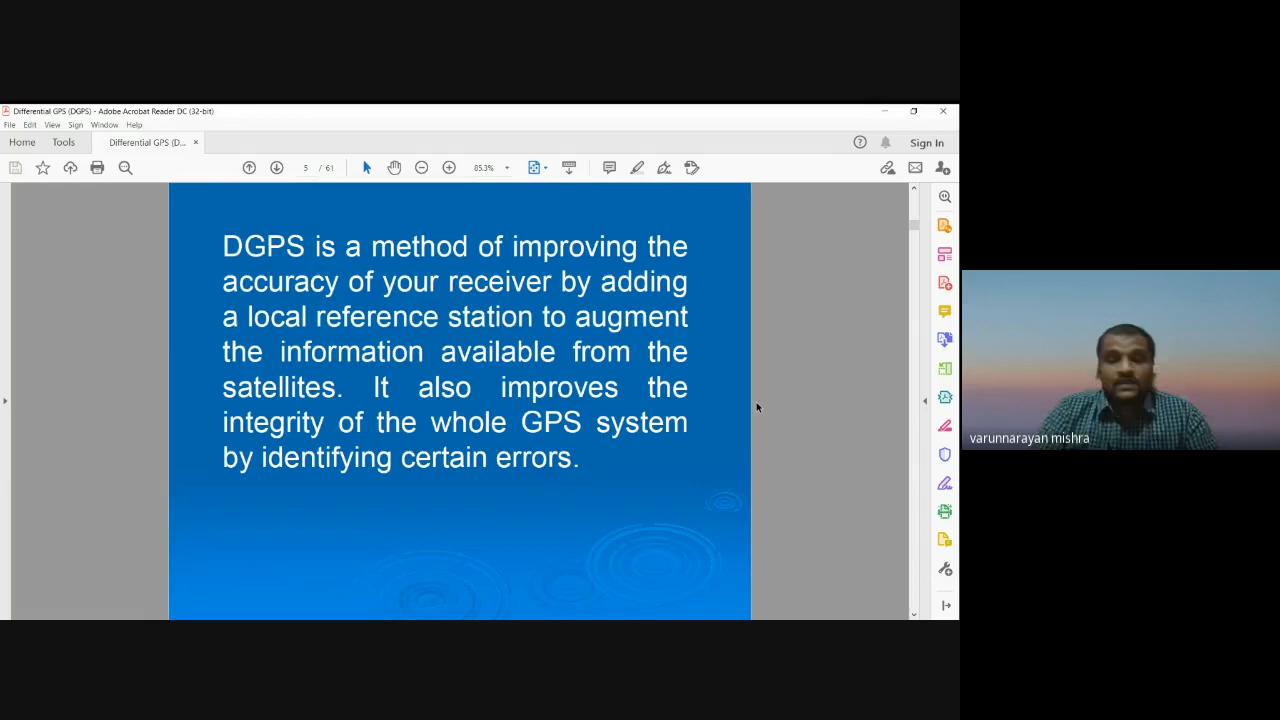 Differential GPS (DGPS) - Adobe Acrobat Reader DC (32-bit)
File Edit View Sign Window Help
Home Tools Differential GPS (D... × Sign In
5 / 61 85.3%
DGPS is a method of improving the
accuracy of your receiver by adding
a local reference station to augment
the information available from the
satellites. It also improves the
integrity of the whole GPS system
by identifying certain errors.
varunnarayan mishra